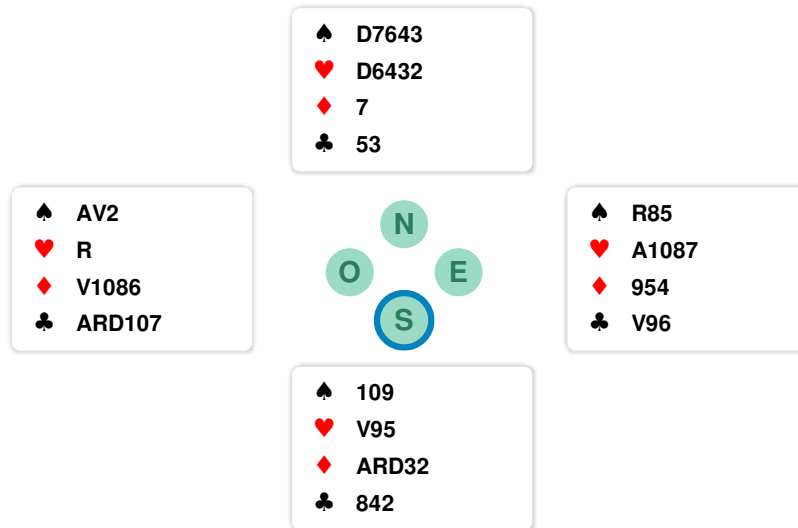 ♠ D7643
♥ D6432
♦ 7
♣ 53
♠ AV2
♥ R
♦ V1086
♣ ARD107
N
O E
S
♠ R85
♥ A1087
♦ 954
♣ V96
♠ 109
♥ V95
♦ ARD32
♣ 842